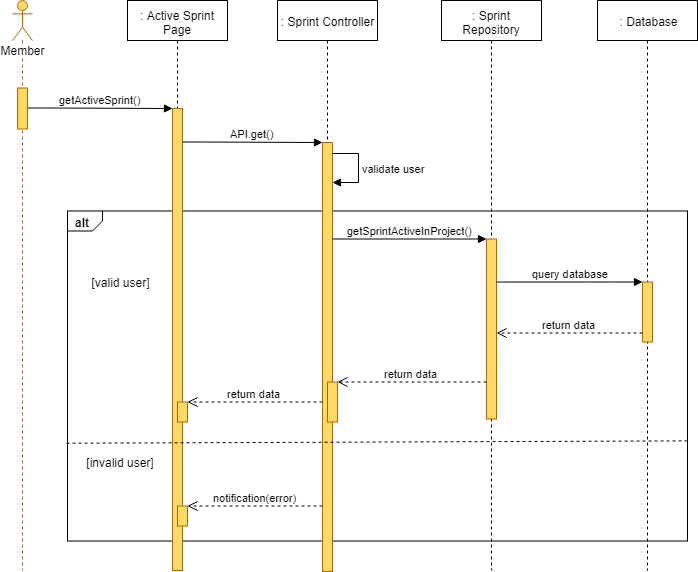 : Active Sprint
Page
: Sprint Controller
: Sprint
Repository
: Database
Member
getActiveSprint()
API.get()
validate user
alt
getSprintActiveInProject()
[valid user]
query database
return data
return data
return data
[invalid user]
notification(error)